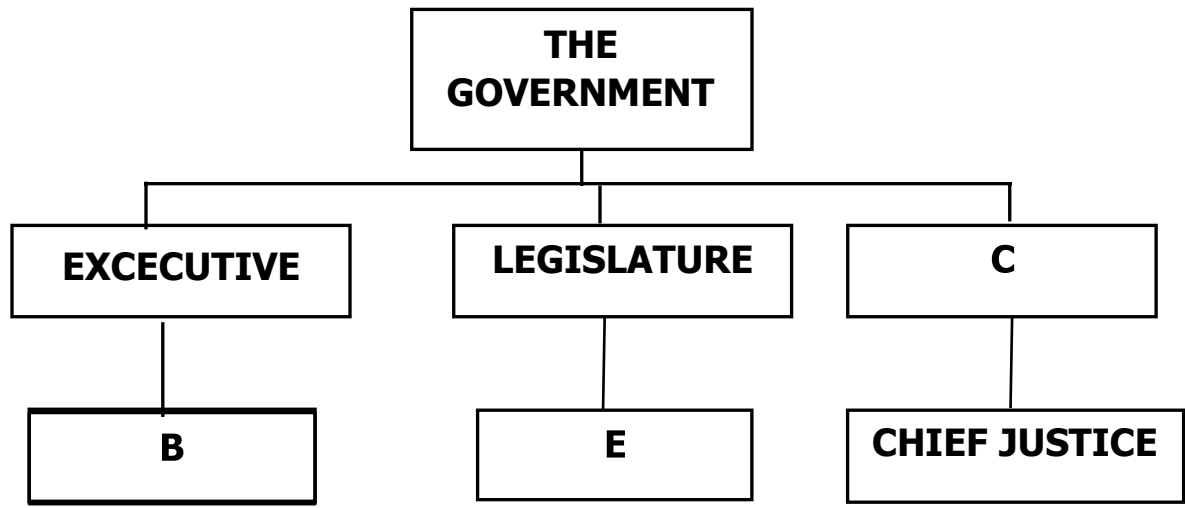 THE
GOVERNMENT
EXCECUTIVE
LEGISLATURE
C
B
E
CHIEF JUSTICE